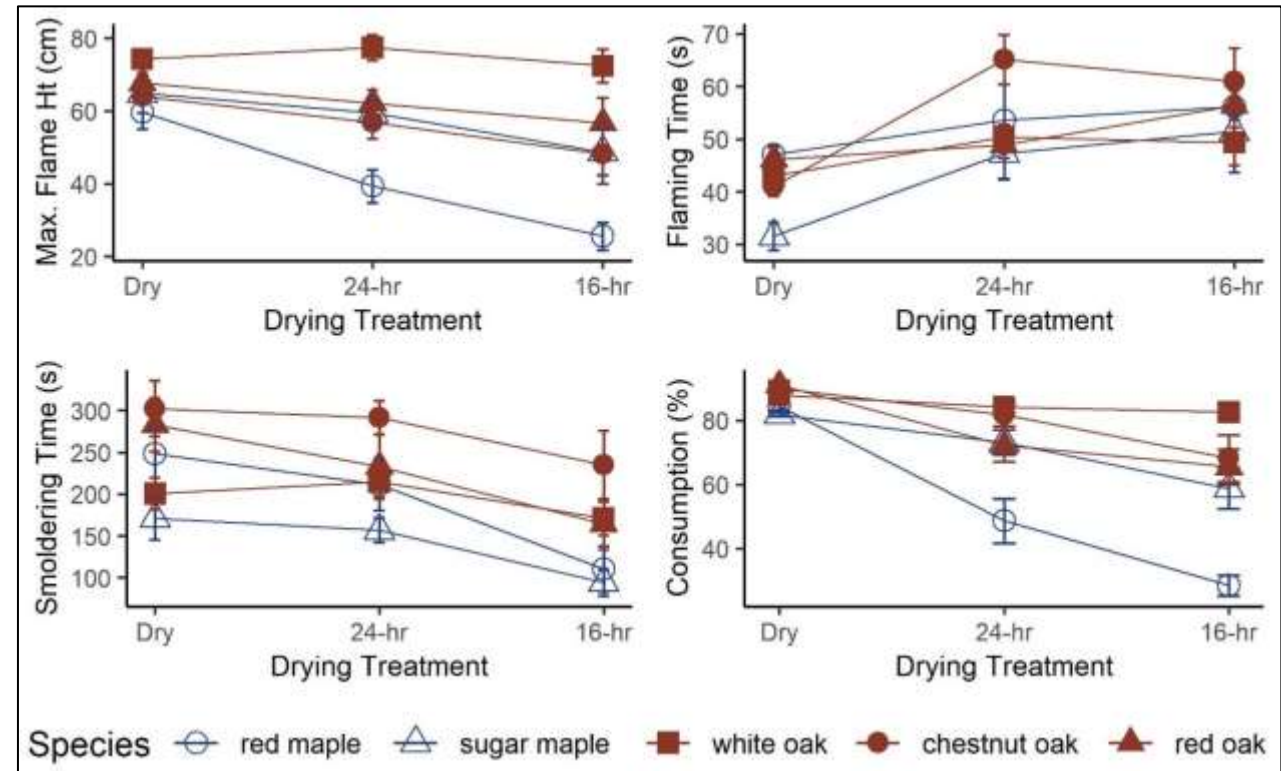 Max. Flame Ht (cm)
80
60
40
20
Dry
24-hr
16-hr
Drying Treatment
Flaming Time (s)
70
60
50
40
30
Dry
24-hr
16-hr
Drying Treatment
Smoldering Time (s)
300
250
200
150
100
Dry
24-hr
16-hr
Drying Treatment
Consumption (%)
80
60
40
Dry
24-hr
16-hr
Drying Treatment
Species red maple sugar maple white oak chestnut oak red oak